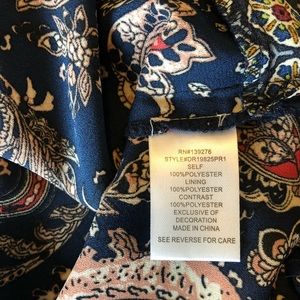 RN#139276
STYLE#DR19825PR1
SELF
100%POLYESTER
LINING
100%POLYESTER
CONTRAST
100%POLYESTER
EXCLUSIVE OF
DECORATION
MADE IN CHINA
SEE REVERSE FOR CARE